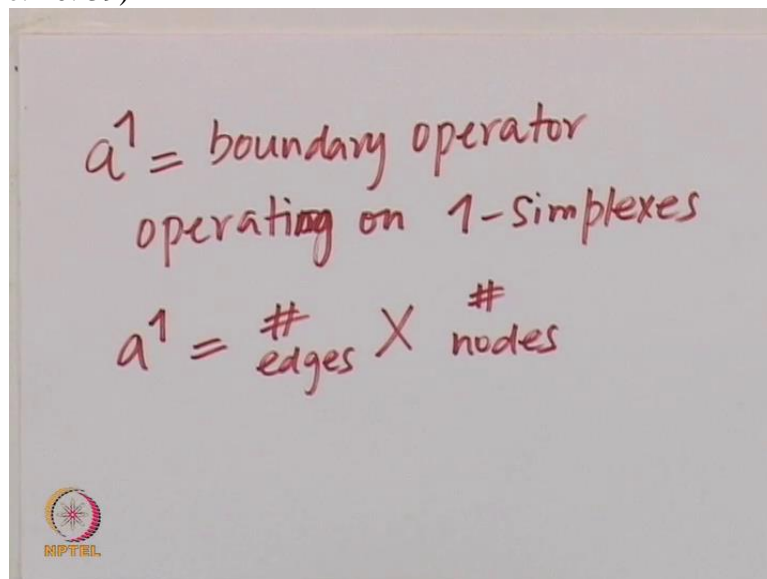 a¹ = boundary operator
operating on 1-simplexes
a¹ = # edges X # nodes
NPTEL